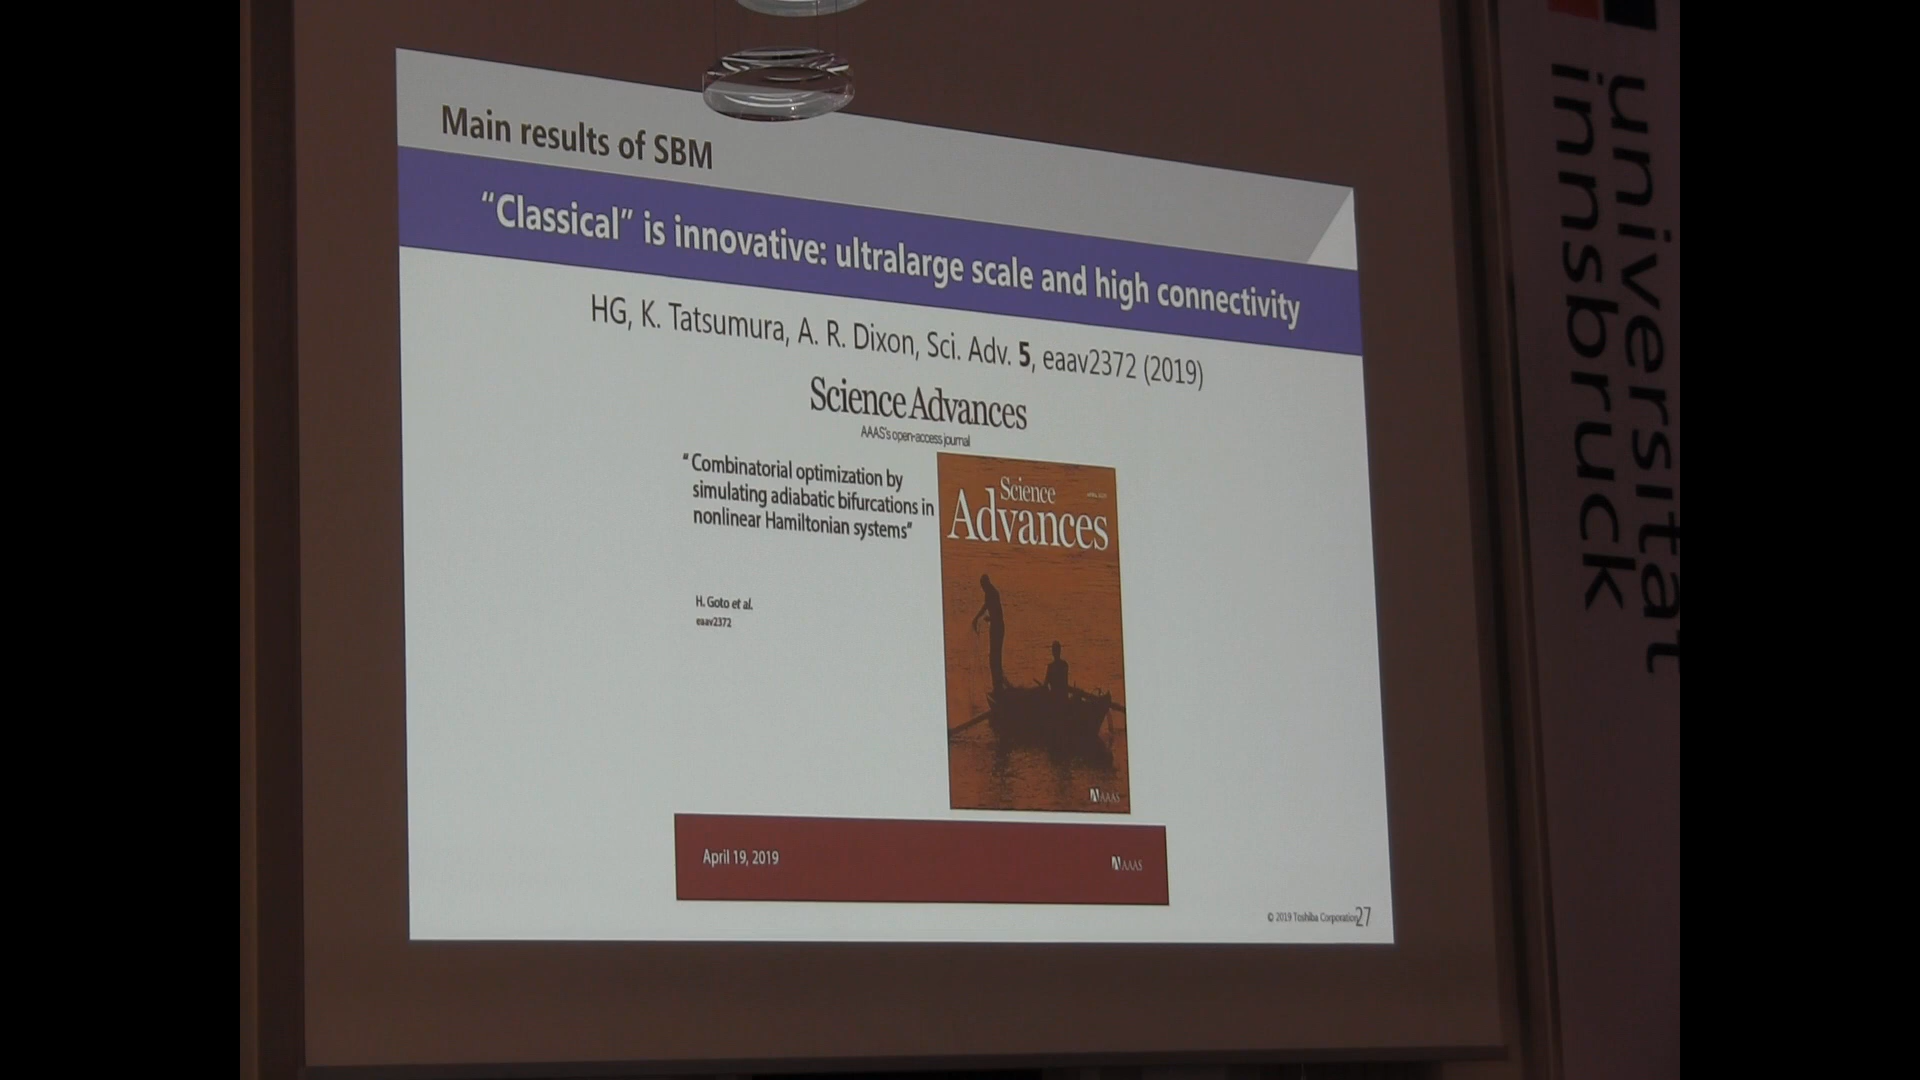 Main results of SBM
“Classical” is innovative: ultralarge scale and high connectivity
HG, K. Tatsumura, A. R. Dixon, Sci. Adv. 5, eaav2372 (2019)
Science Advances
AAAS's open-access journal
“Combinatorial optimization by
simulating adiabatic bifurcations in
nonlinear Hamiltonian systems”
H. Goto et al.
eaav2372
Science
Advances
AAAS
April 19, 2019
AAAS
© 2019 Toshiba Corporation
27
universität
innsbruck